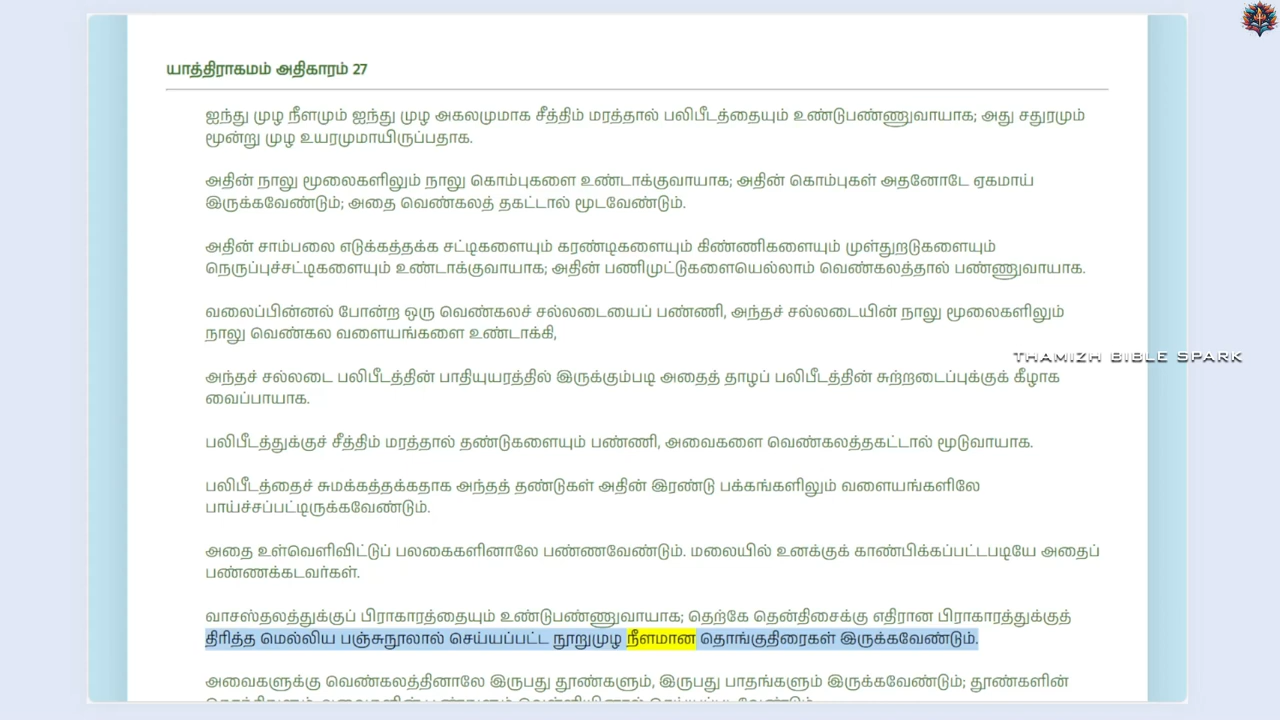 யாத்திராகமம் அதிகாரம் 27
ஐந்து முழ நீளமும் ஐந்து முழ அகலமுமாக சீத்திம் மரத்தால் பலிபீடத்தையும் உண்டுபண்ணுவாயாக; அது சதுரமும்
மூன்று முழ உயரமுமாயிருப்பதாக.
அதின் நாலு மூலைகளிலும் நாலு கொம்புகளை உண்டாக்குவாயாக; அதின் கொம்புகள் அதனோடே ஏகமாய்
இருக்கவேண்டும்; அதை வெண்கலத் தகட்டால் மூடவேண்டும்.
அதின் சாம்பலை எடுக்கத்தக்க சட்டிகளையும் கரண்டிகளையும் கிண்ணிகளையும் முள்துறடுகளையும்
நெருப்புச்சட்டிகளையும் உண்டாக்குவாயாக; அதின் பணிமுட்டுகளையெல்லாம் வெண்கலத்தால் பண்ணுவாயாக.
வலைப்பின்னல் போன்ற ஒரு வெண்கலச் சல்லடையைப் பண்ணி, அந்தச் சல்லடையின் நாலு மூலைகளிலும்
நாலு வெண்கல வளையங்களை உண்டாக்கி,
THAMIZH BIBLE SPARK
அந்தச் சல்லடை பலிபீடத்தின் பாதியுயரத்தில் இருக்கும்படி அதைத் தாழப் பலிபீடத்தின் சுற்றடைப்புக்குக் கீழாக
வைப்பாயாக.
பலிபீடத்துக்குச் சீத்திம் மரத்தால் தண்டுகளையும் பண்ணி, அவைகளை வெண்கலத்தகட்டால் மூடுவாயாக.
பலிபீடத்தைச் சுமக்கத்தக்கதாக அந்தத் தண்டுகள் அதின் இரண்டு பக்கங்களிலும் வளையங்களிலே
பாய்ச்சப்பட்டிருக்கவேண்டும்.
அதை உள்வெளிவிட்டுப் பலகைகளினாலே பண்ணவேண்டும். மலையில் உனக்குக் காண்பிக்கப்பட்டபடியே அதைப்
பண்ணக்கடவர்கள்.
வாசஸ்தலத்துக்குப் பிராகாரத்தையும் உண்டுபண்ணுவாயாக; தெற்கே தென்திசைக்கு எதிரான பிராகாரத்துக்குத்
திரித்த மெல்லிய பஞ்சுநூலால் செய்யப்பட்ட நூறுமுழ நீளமான தொங்குதிரைகள் இருக்கவேண்டும்.
அவைகளுக்கு வெண்கலத்தினாலே இருபது தூண்களும், இருபது பாதங்களும் இருக்கவேண்டும்; தூண்களின்